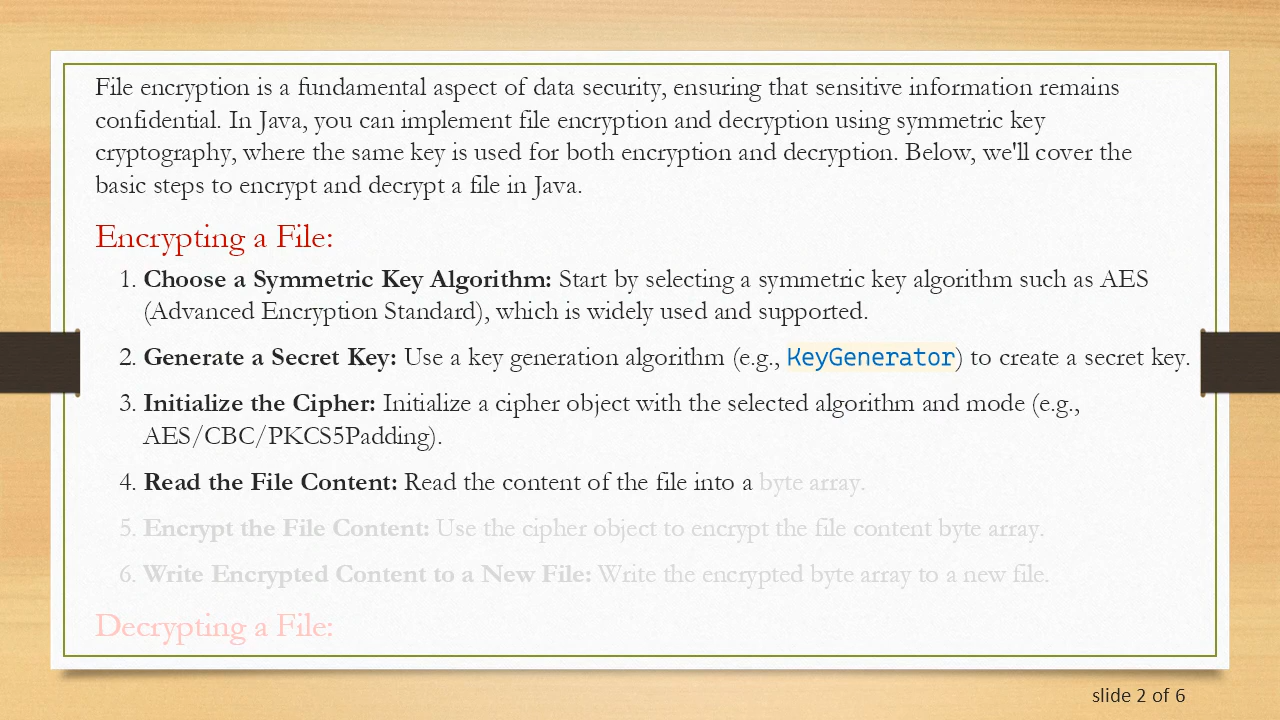 File encryption is a fundamental aspect of data security, ensuring that sensitive information remains
confidential. In Java, you can implement file encryption and decryption using symmetric key
cryptography, where the same key is used for both encryption and decryption. Below, we'll cover the
basic steps to encrypt and decrypt a file in Java.
Encrypting a File:
1. Choose a Symmetric Key Algorithm: Start by selecting a symmetric key algorithm such as AES
(Advanced Encryption Standard), which is widely used and supported.
2. Generate a Secret Key: Use a key generation algorithm (e.g., KeyGenerator) to create a secret key.
3. Initialize the Cipher: Initialize a cipher object with the selected algorithm and mode (e.g.,
AES/CBC/PKCS5Padding).
4. Read the File Content: Read the content of the file into a byte array.
5. Encrypt the File Content: Use the cipher object to encrypt the file content byte array.
6. Write Encrypted Content to a New File: Write the encrypted byte array to a new file.
Decrypting a File:
slide 2 of 6